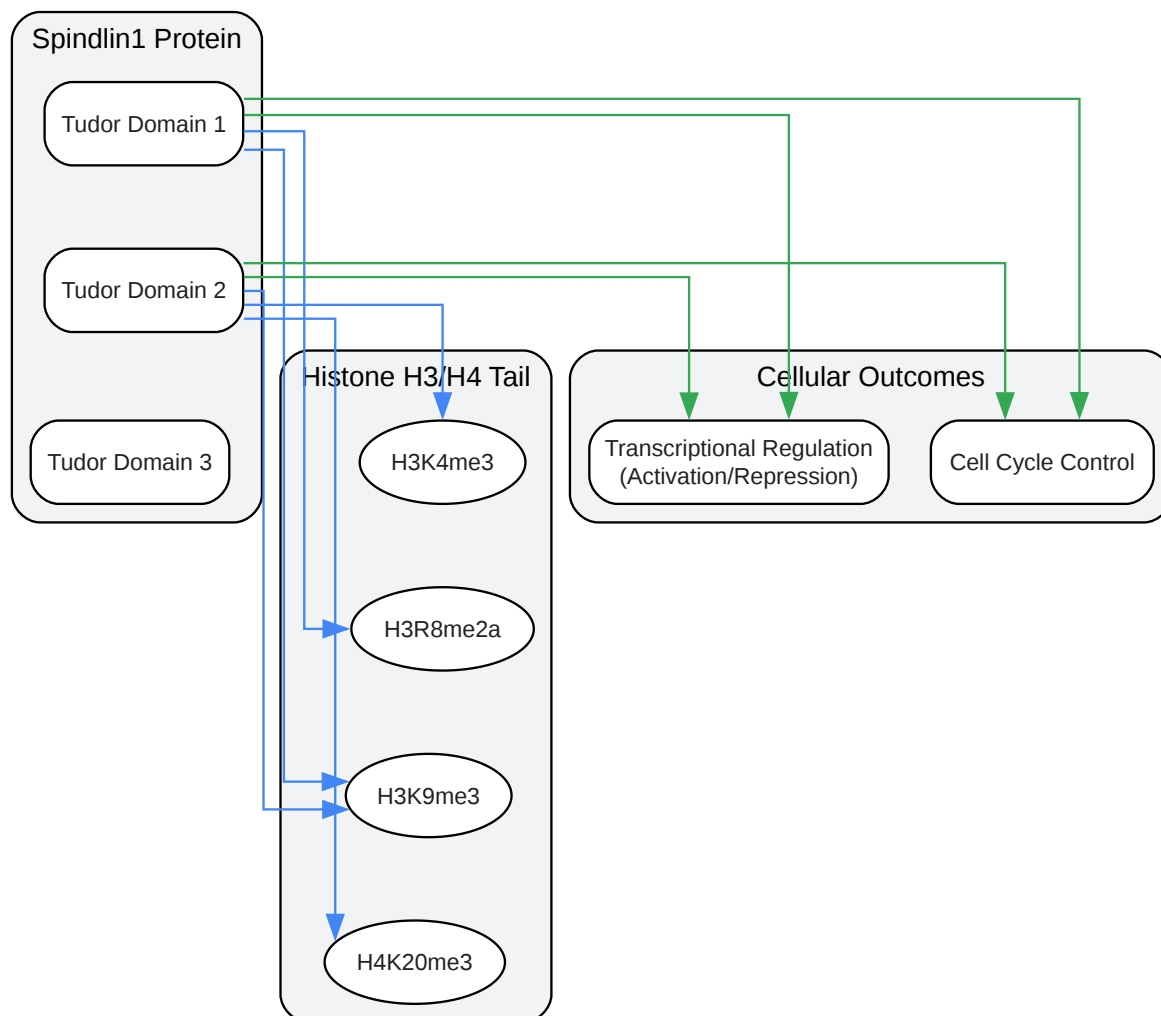 Spindlin1 Protein
Tudor Domain 1
Tudor Domain 2
Tudor Domain 3
Histone H3/H4 Tail
H3K4me3
H3R8me2a
H3K9me3
H4K20me3
Cellular Outcomes
Transcriptional Regulation
(Activation/Repression)
Cell Cycle Control